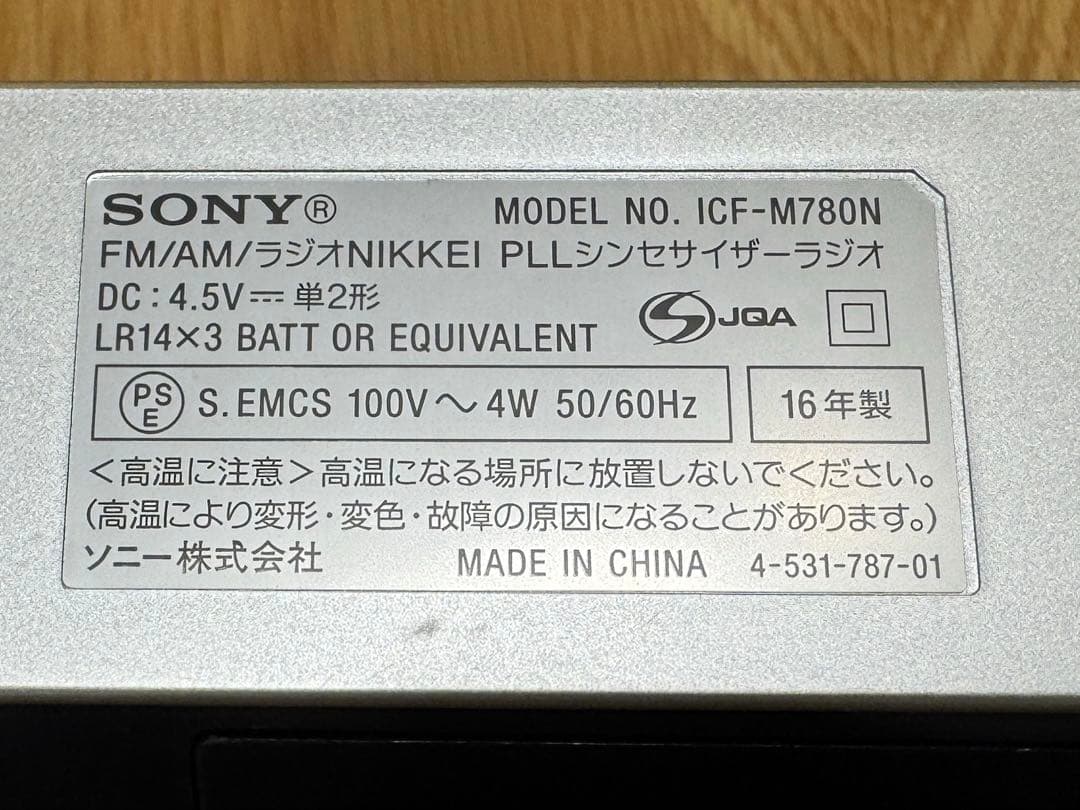 SONY® MODEL NO. ICF-M780N
FM/AM/ラジオNIKKEI PLLシンセサイザーラジオ
DC：4.5V⎓単2形
LR14×3 BATT OR EQUIVALENT
S JQA
PSE S.EMCS 100V～4W 50/60Hz 16年製
＜高温に注意＞高温になる場所に放置しないでください。
（高温により変形・変色・故障の原因になることがあります。）
ソニー株式会社 MADE IN CHINA 4-531-787-01